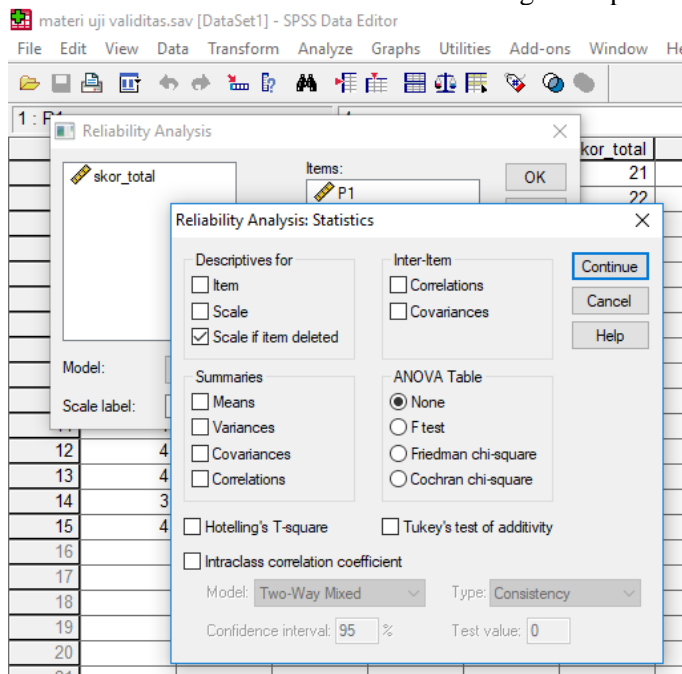 materi uji validitas.sav [DataSet1] - SPSS Data Editor
File Edit View Data Transform Analyze Graphs Utilities Add-ons Window
1 :
Reliability Analysis
kor_total
skor_total
Items:
P1
OK
21
22
Reliability Analysis: Statistics
Descriptives for
Item
Scale
Scale if item deleted
Inter-Item
Correlations
Covariances
Continue
Cancel
Help
Model:
Scale label:
Summaries
Means
Variances
Covariances
Correlations
ANOVA Table
None
F test
Friedman chi-square
Cochran chi-square
12 4
13 4
14 3
15 4
16
17
18
19
20
Hotelling's T-square
Tukey's test of additivity
Intraclass correlation coefficient
Model: Two-Way Mixed Type: Consistency
Confidence interval: 95 % Test value: 0